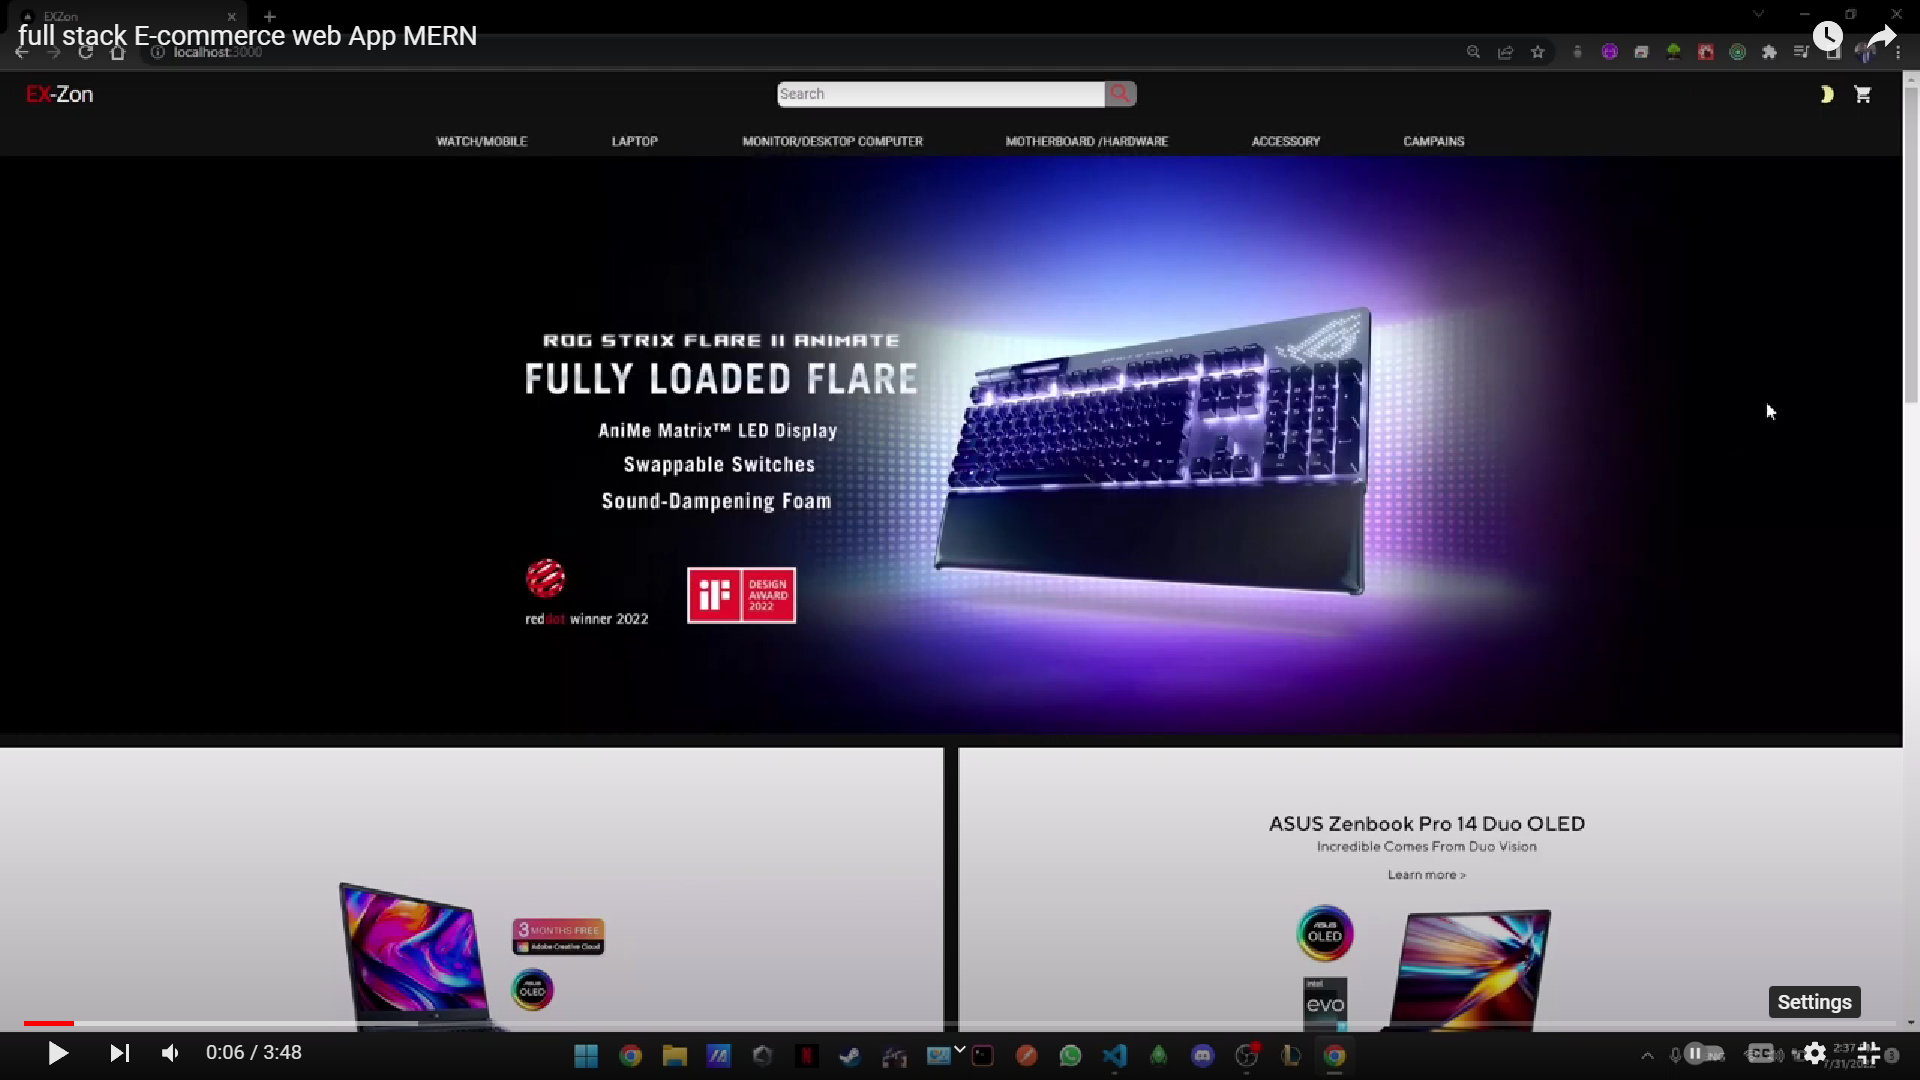 EXZon
full stack E-commerce web App MERN
localhost:3000
EX-Zon
Search
WATCH/MOBILE
LAPTOP
MONITOR/DESKTOP COMPUTER
MOTHERBOARD /HARDWARE
ACCESSORY
CAMPAINS
ROG STRIX FLARE II ANIMATE
FULLY LOADED FLARE
AniMe Matrix™ LED Display
Swappable Switches
Sound-Dampening Foam
reddot winner 2022
iF
DESIGN
AWARD
2022
ASUS Zenbook Pro 14 Duo OLED
Incredible Comes From Duo Vision
Learn more >
3 MONTHS FREE
Adobe Creative Cloud
ASUS
OLED
ASUS
OLED
intel
evo
Settings
0:06 / 3:48
CC